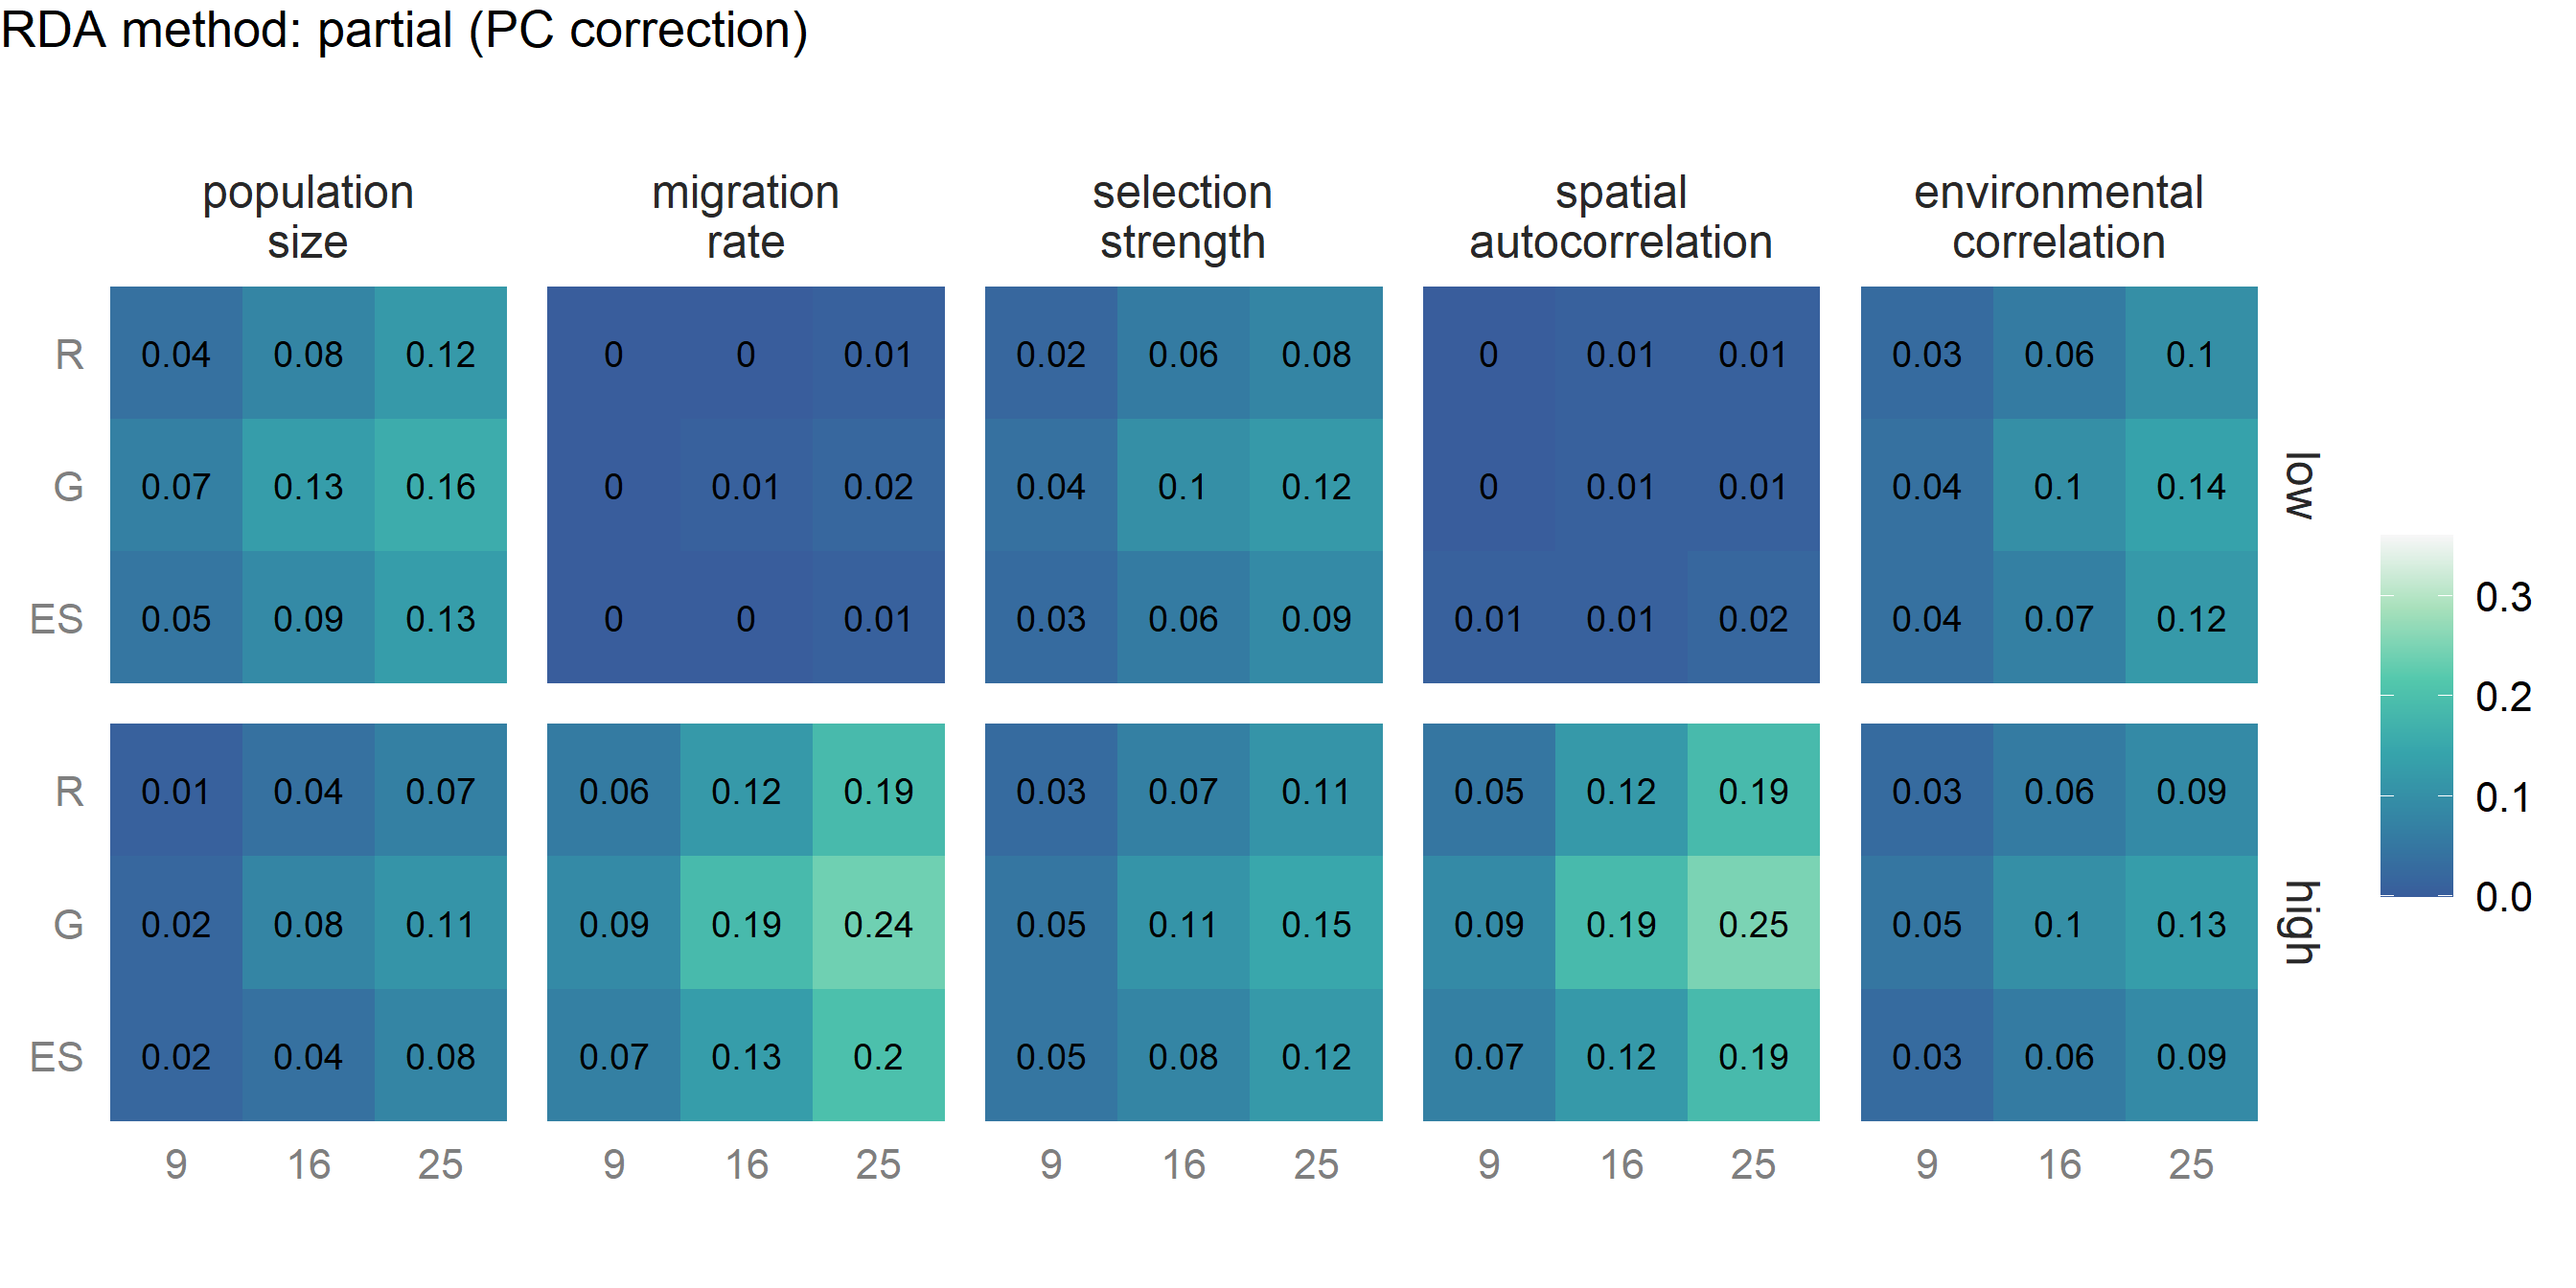 RDA method: partial (PC correction)
population size
migration rate
selection strength
spatial autocorrelation
environmental correlation
R 0.04 0.08 0.12 0 0 0.01 0.02 0.06 0.08 0 0.01 0.01 0.03 0.06 0.1
G 0.07 0.13 0.16 0 0.01 0.02 0.04 0.1 0.12 0 0.01 0.01 0.04 0.1 0.14
ES 0.05 0.09 0.13 0 0 0.01 0.03 0.06 0.09 0.01 0.01 0.02 0.04 0.07 0.12
low
R 0.01 0.04 0.07 0.06 0.12 0.19 0.03 0.07 0.11 0.05 0.12 0.19 0.03 0.06 0.09
G 0.02 0.08 0.11 0.09 0.19 0.24 0.05 0.11 0.15 0.09 0.19 0.25 0.05 0.1 0.13
ES 0.02 0.04 0.08 0.07 0.13 0.2 0.05 0.08 0.12 0.07 0.12 0.19 0.03 0.06 0.09
high
9 16 25 9 16 25 9 16 25 9 16 25 9 16 25
0.3
0.2
0.1
0.0